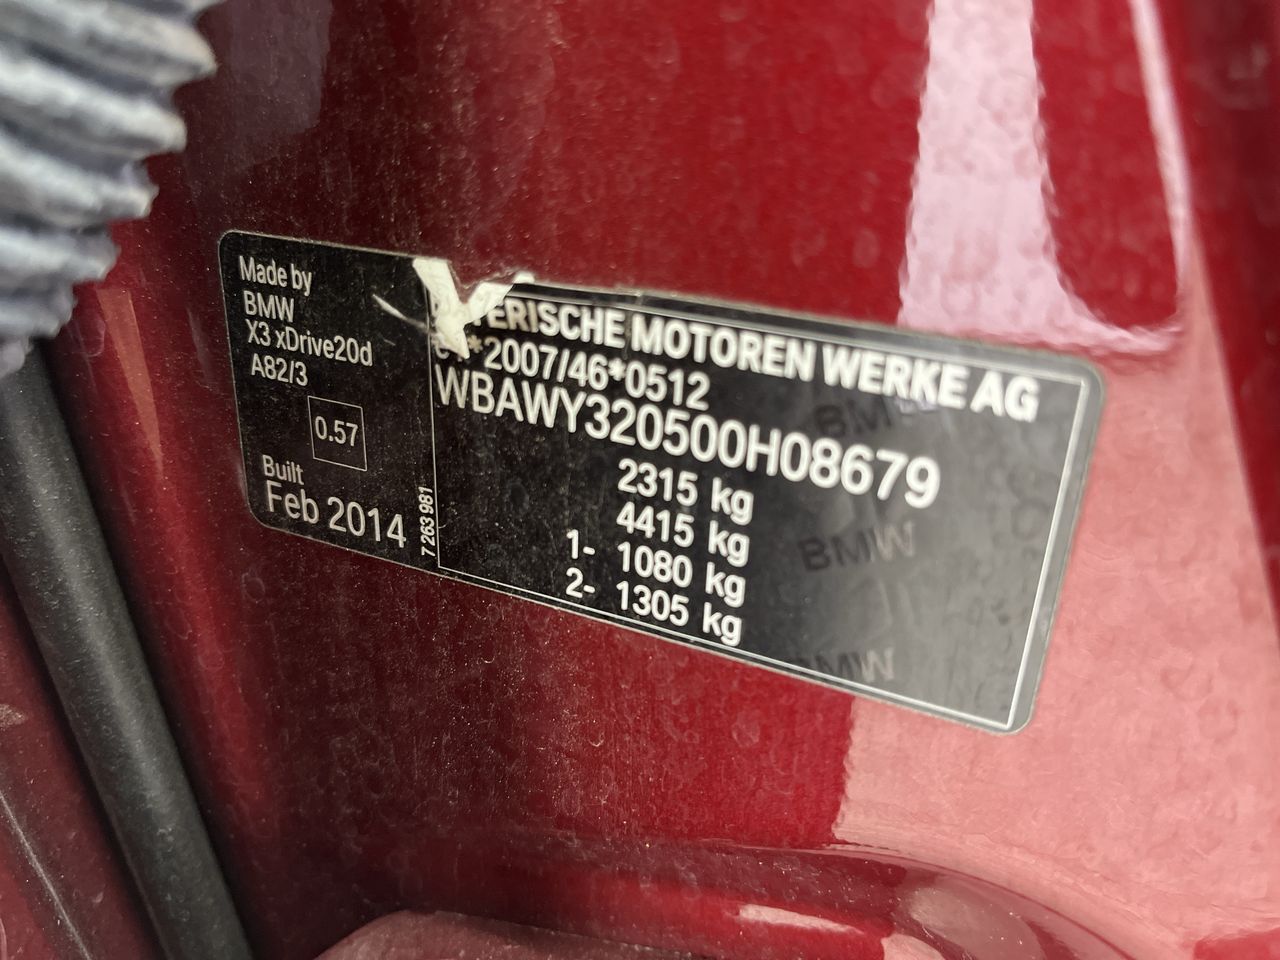 Made by
BMW
X3 xDrive20d
A82/3
0.57
Built
Feb 2014
7 263 981
ERISCHE MOTOREN WERKE AG
*2007/46*0512
WBAWY320500H08679
2315 kg
4415 kg
1- 1080 kg
2- 1305 kg
BMW
BMW
BMW